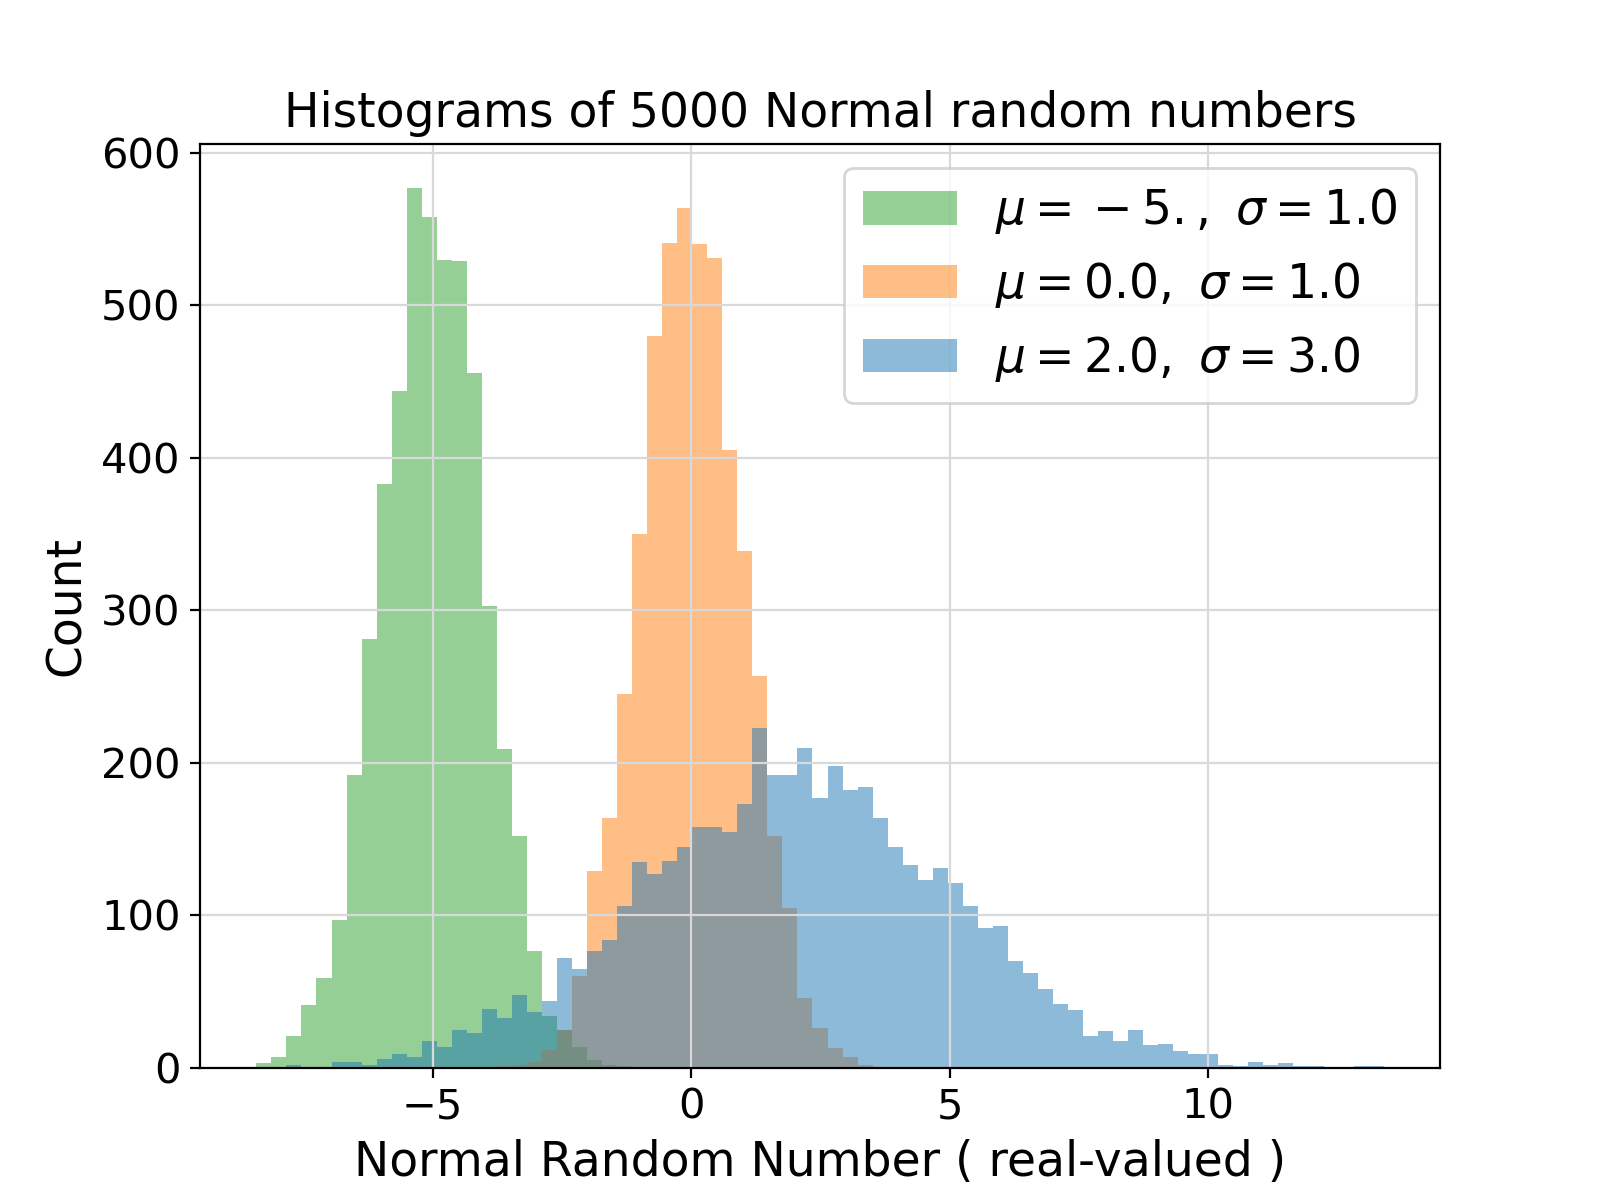 Histograms of 5000 Normal random numbers
600
500
400
300
200
100
0
Count
μ = −5. , σ = 1.0
μ = 0.0, σ = 1.0
μ = 2.0, σ = 3.0
−5 0 5 10
Normal Random Number ( real-valued )